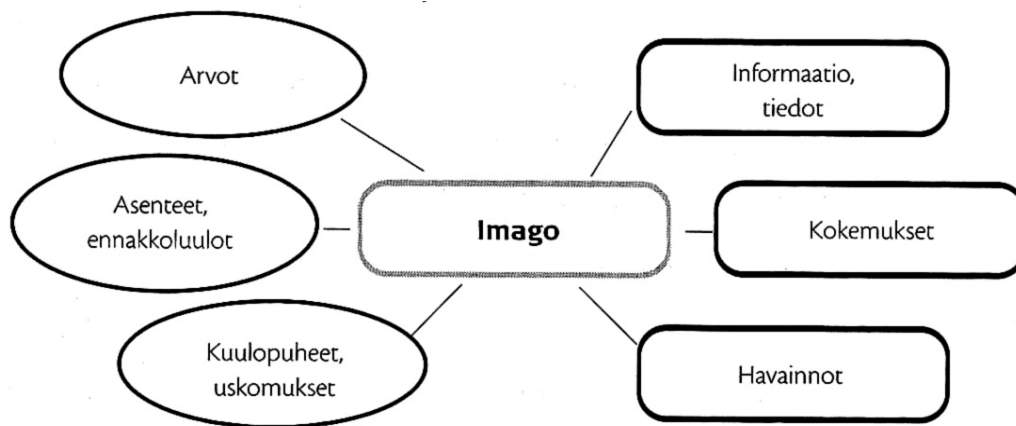 Arvot
Informaatio,
tiedot
Asenteet,
ennakkoluulot
Imago
Kokemukset
Kuulopuheet,
uskomukset
Havainnot